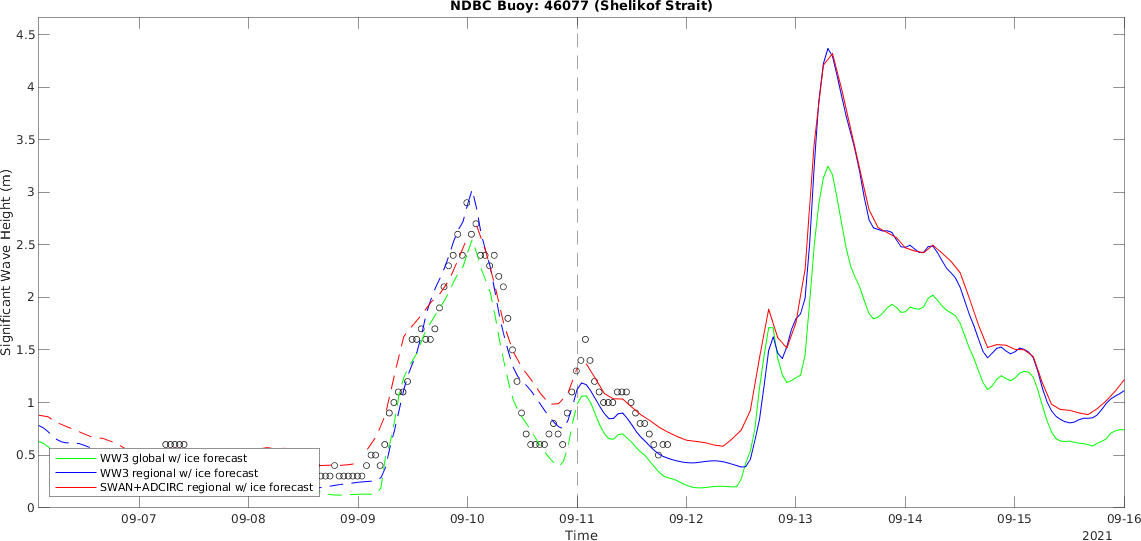 NDBC Buoy: 46077 (Shelikof Strait)
4.5
4
3.5
3
2.5
2
1.5
1
0.5
0
Significant Wave Height (m)
WW3 global w/ ice forecast
WW3 regional w/ ice forecast
SWAN+ADCIRC regional w/ ice forecast
09-07 09-08 09-09 09-10 09-11 09-12 09-13 09-14 09-15 09-16
Time
2021